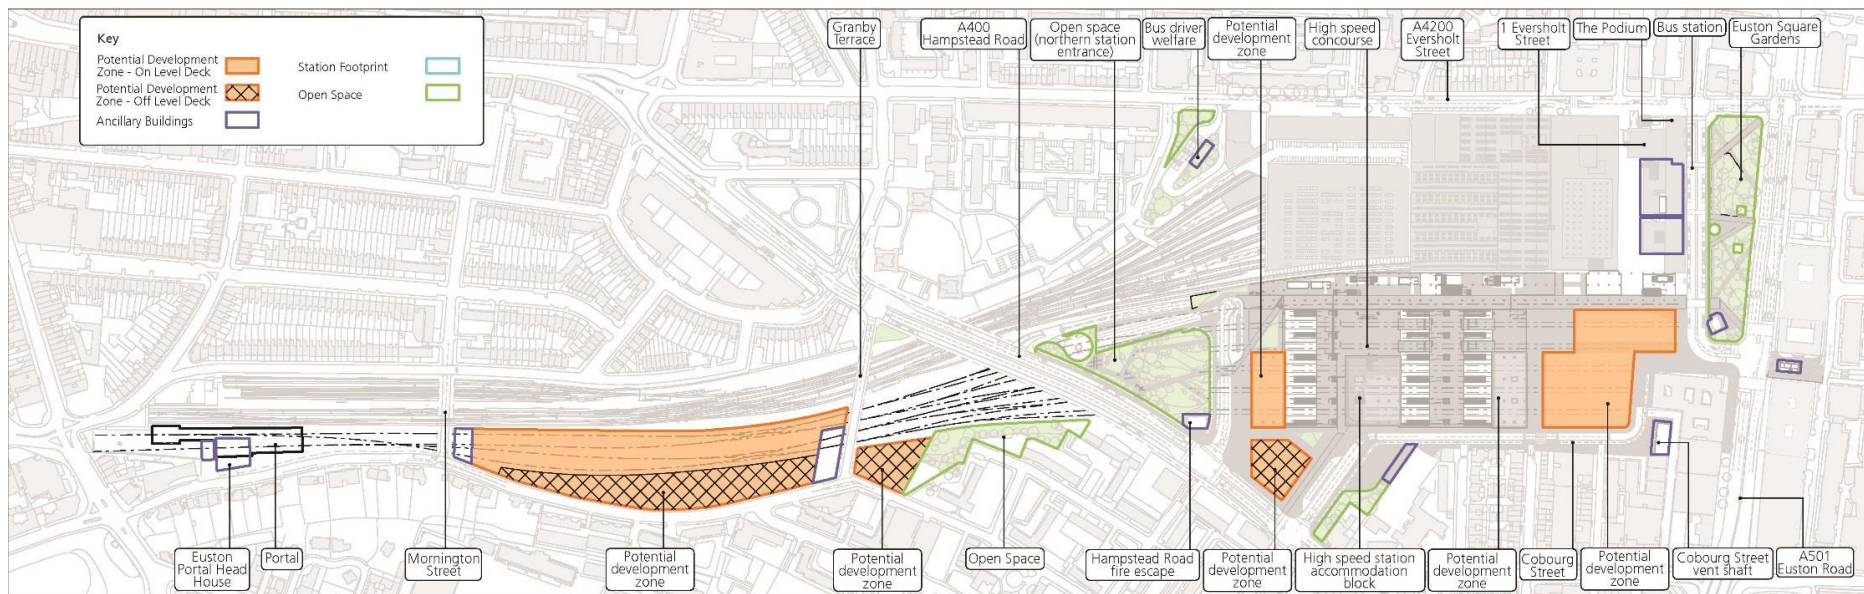 Key
Potential Development
Zone - On Level Deck
Potential Development
Zone - Off Level Deck
Ancillary Buildings
Station Footprint
Open Space
Granby
Terrace
A400
Hampstead Road
Open space
(northern station
entrance)
Bus driver
welfare
Potential
development
zone
High speed
concourse
A4200
Eversholt
Street
1 Eversholt
Street
The Podium
Bus station
Euston Square
Gardens
Euston
Portal Head
House
Portal
Mornington
Street
Potential
development
zone
Potential
development
zone
Open Space
Hampstead Road
fire escape
Potential
development
zone
High speed station
accommodation
block
Potential
development
zone
Cobourg
Street
Potential
development
zone
Cobourg Street
vent shaft
A501
Euston Road